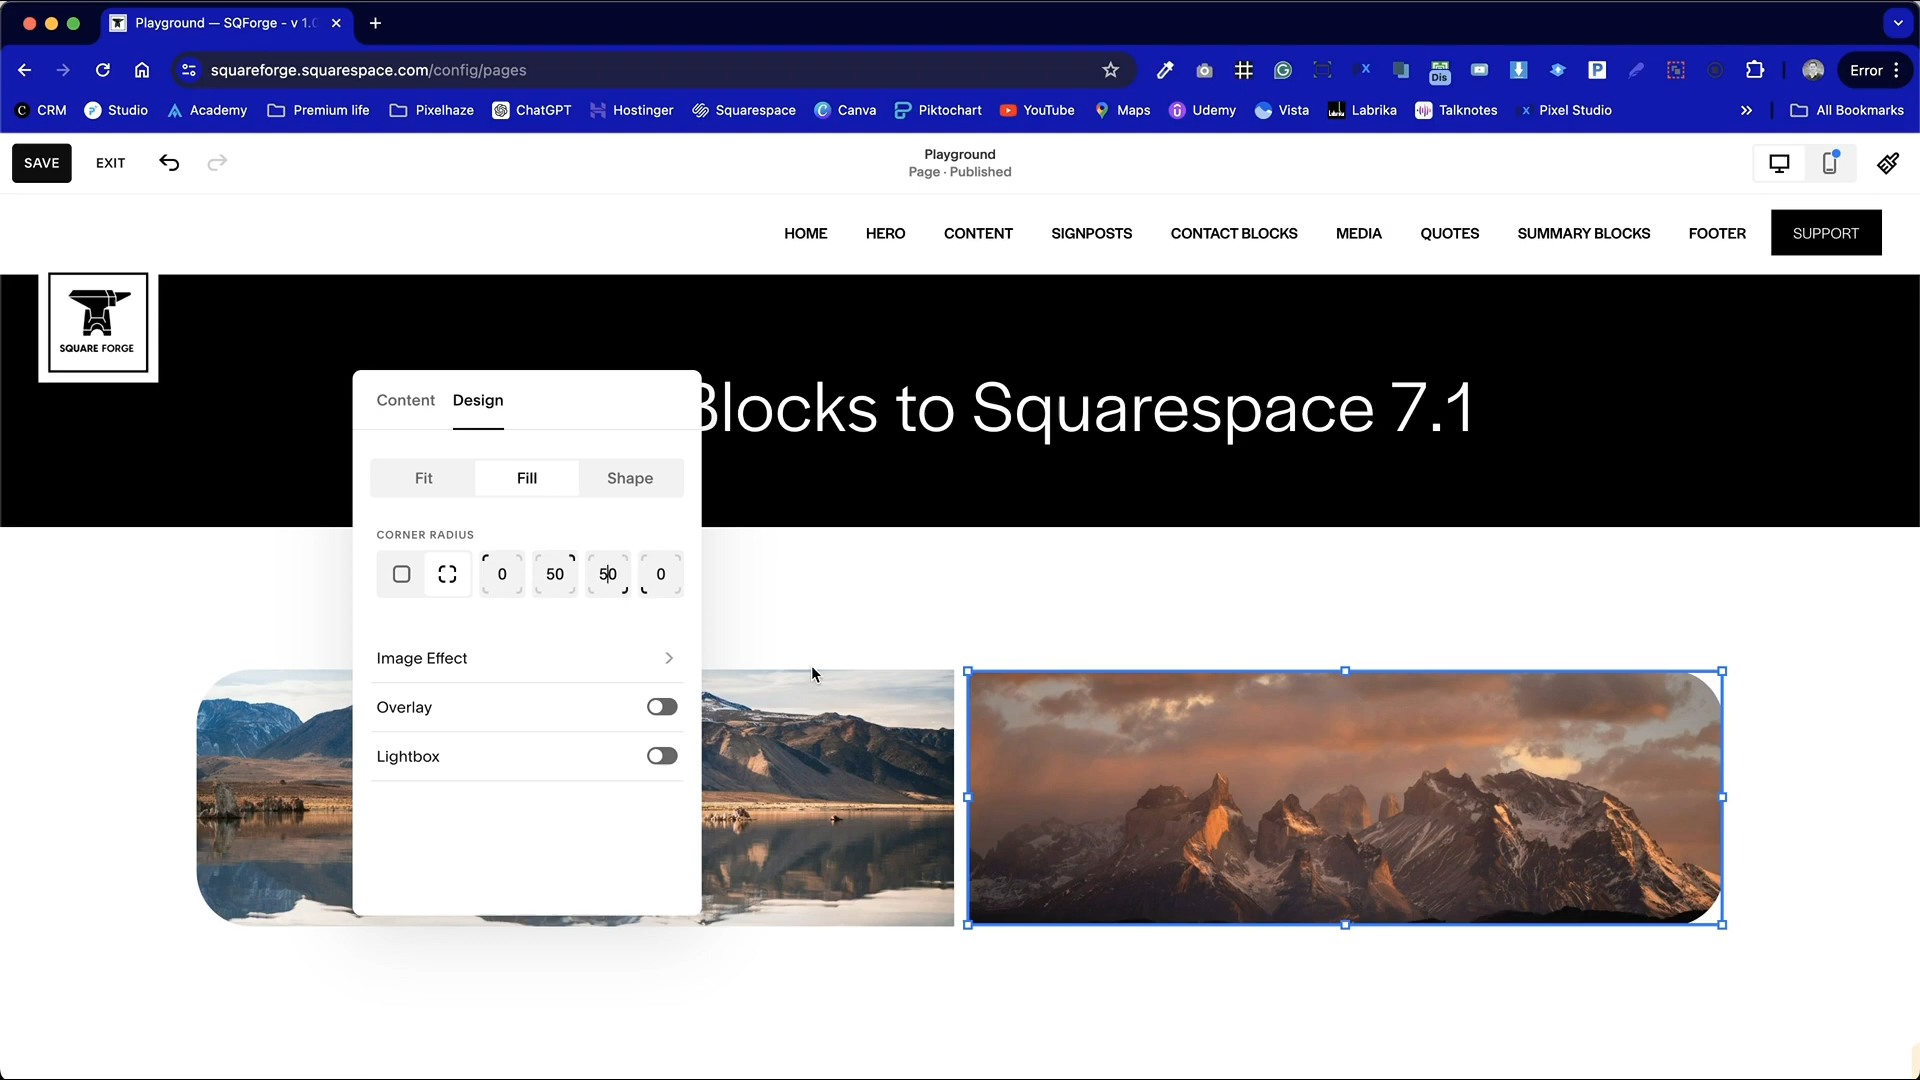 Playground — SQForge - v 1.0
squareforge.squarespace.com/config/pages
Dis
Error
CRM
Studio
Academy
Premium life
Pixelhaze
ChatGPT
Hostinger
Squarespace
Canva
Piktochart
YouTube
Maps
Udemy
Vista
Labrika
Talknotes
Pixel Studio
All Bookmarks
SAVE
EXIT
Playground
Page · Published
HOME
HERO
CONTENT
SIGNPOSTS
CONTACT BLOCKS
MEDIA
QUOTES
SUMMARY BLOCKS
FOOTER
SUPPORT
SQUARE FORGE
Blocks to Squarespace 7.1
Content
Design
Fit
Fill
Shape
CORNER RADIUS
0
50
50
0
Image Effect
Overlay
Lightbox